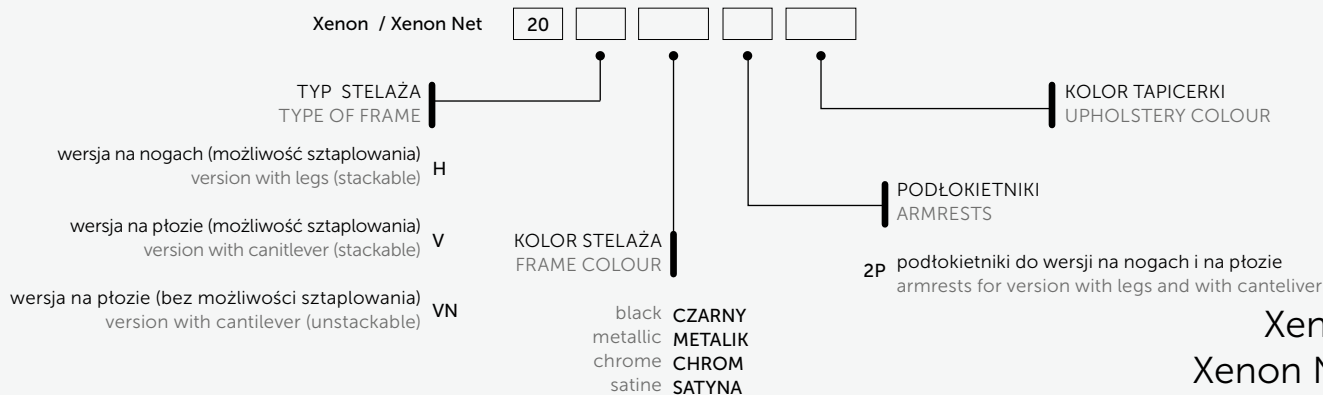 Xenon / Xenon Net 20
TYP STELAŻA
TYPE OF FRAME
wersja na nogach (możliwość sztaplowania) H
version with legs (stackable)
wersja na płozie (możliwość sztaplowania) V
version with canitlever (stackable)
wersja na płozie (bez możliwości sztaplowania) VN
version with cantilever (unstackable)
KOLOR STELAŻA
FRAME COLOUR
black CZARNY
metallic METALIK
chrome CHROM
satine SATYNA
PODŁOKIETNIKI
ARMRESTS
2P podłokietniki do wersji na nogach i na płozie
armrests for version with legs and with canteliver
KOLOR TAPICERKI
UPHOLSTERY COLOUR
Xen
Xenon N